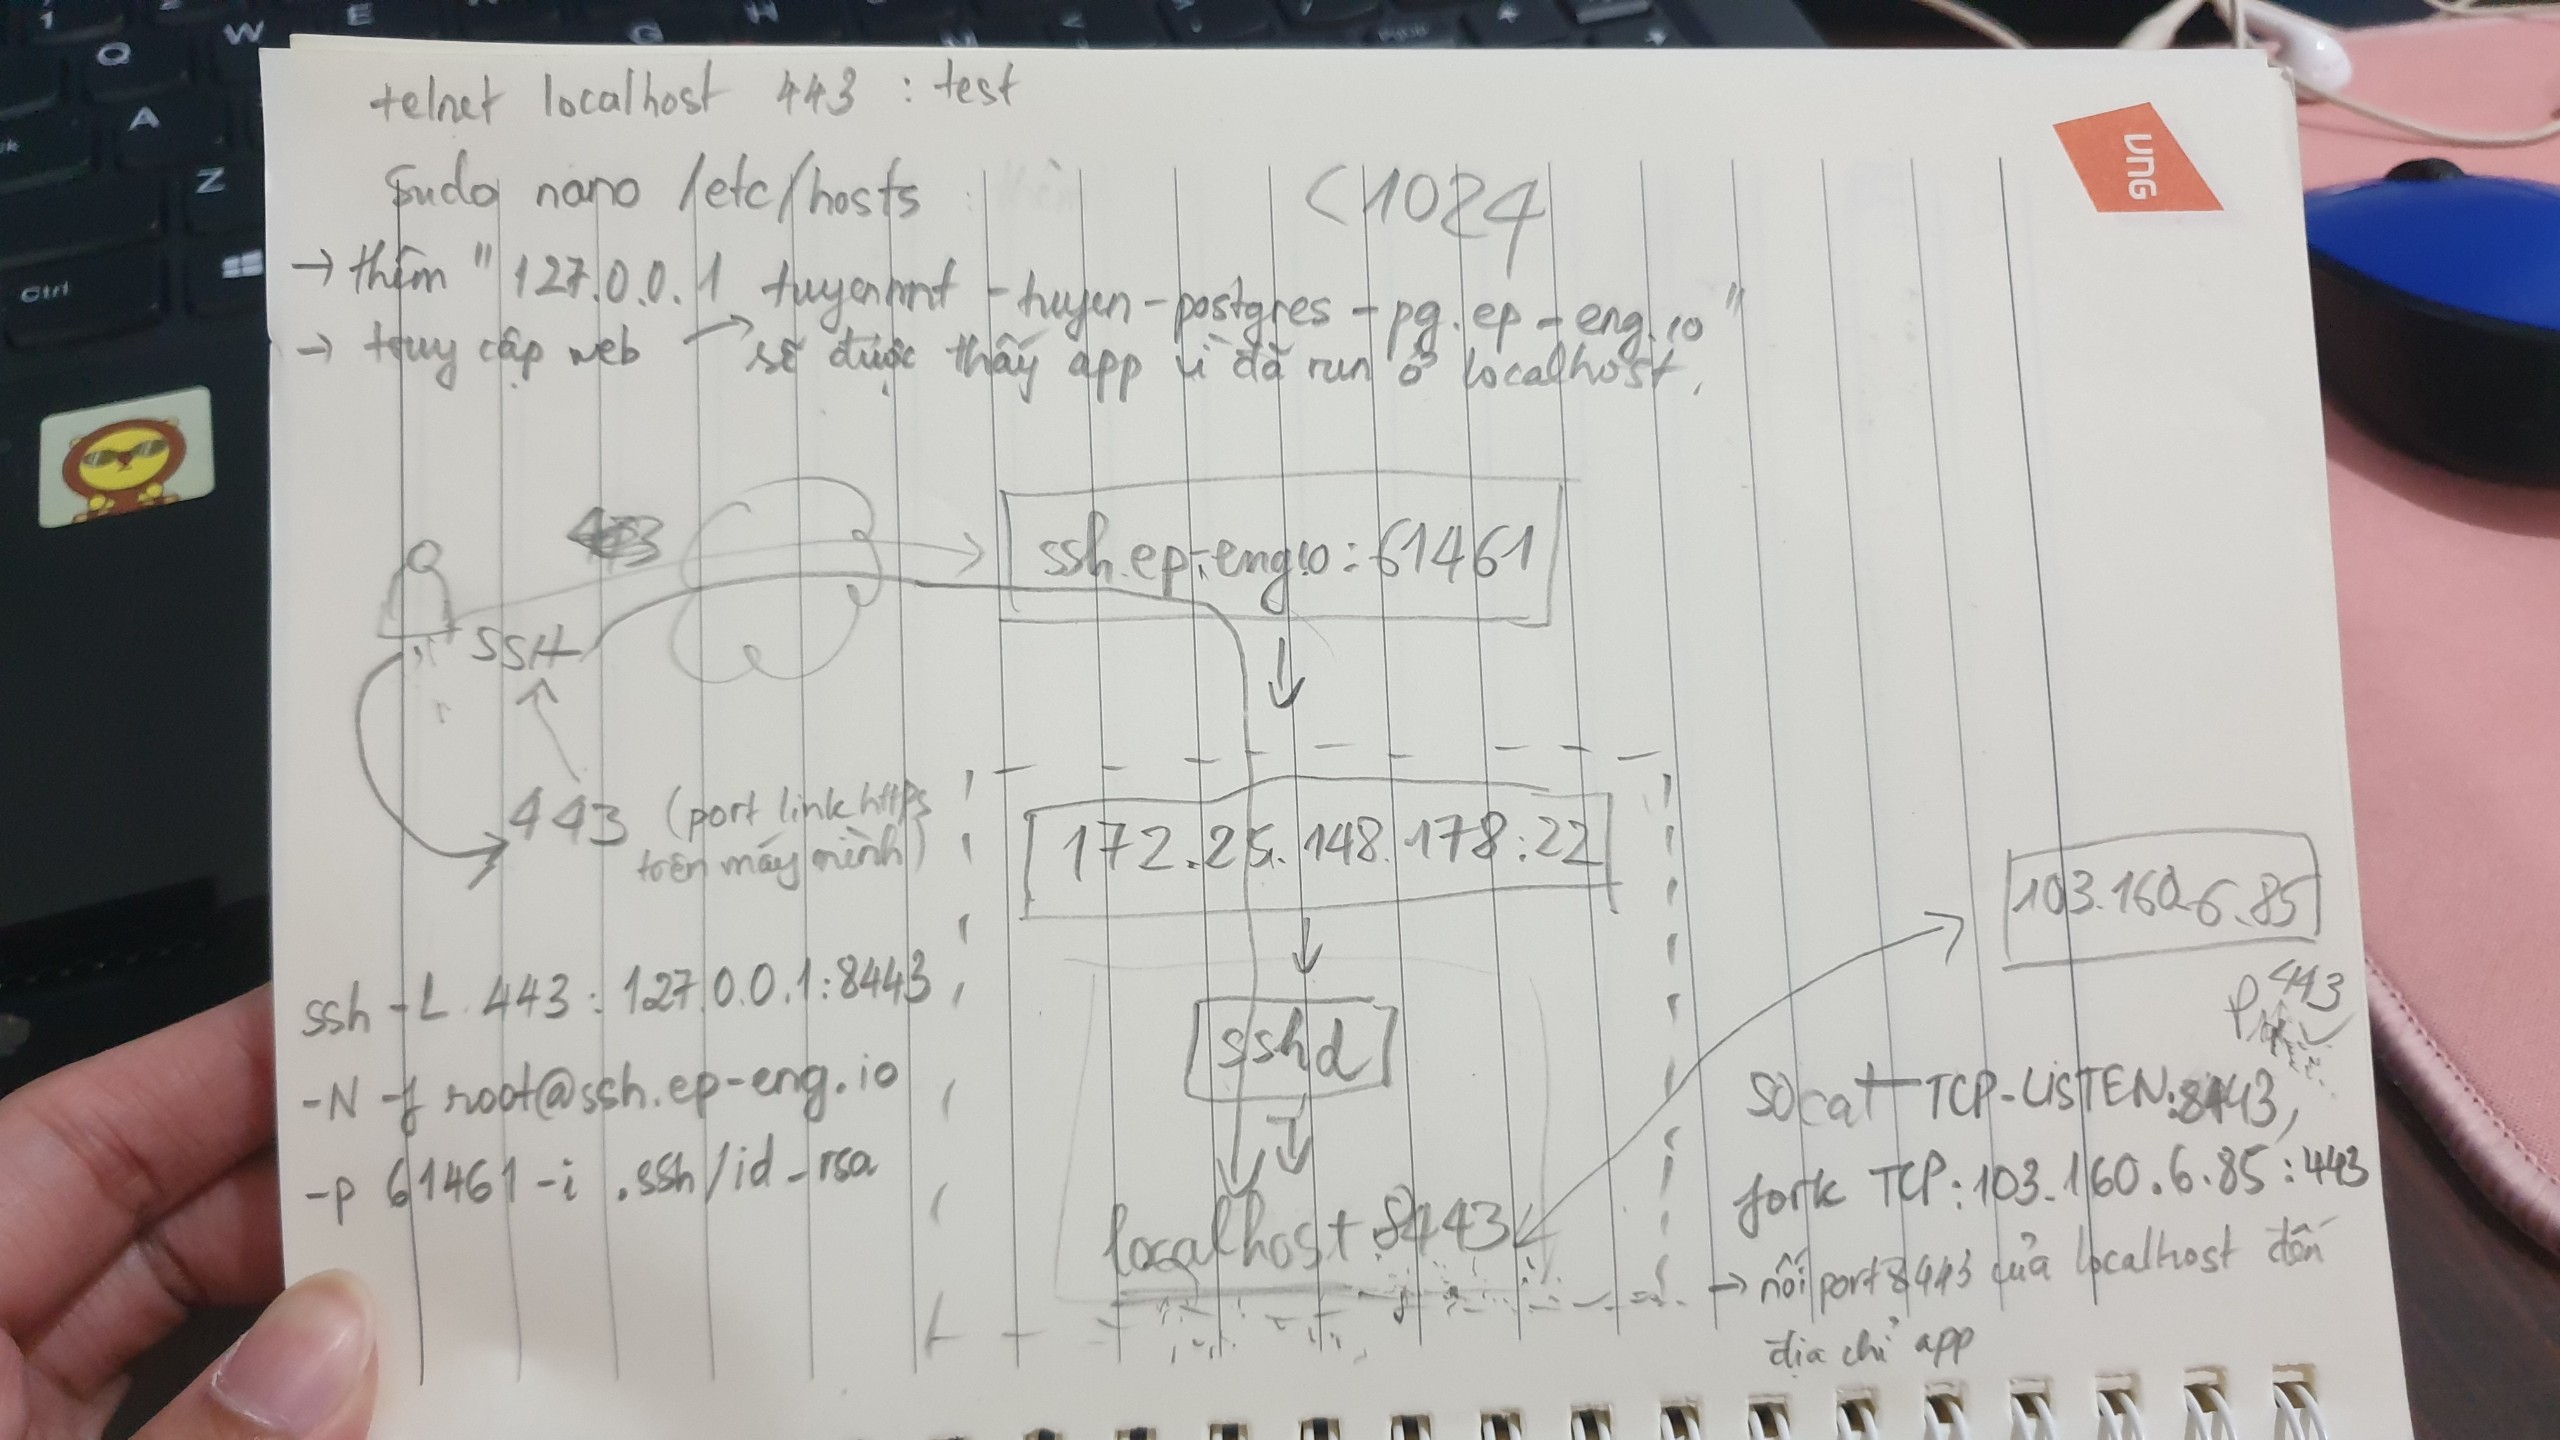 telnet localhost 443 : test
Sudo nano /etc/hosts
<1024
→ thêm "127.0.0.1 tuyenmnt-tuyen-postgres-pg.ep-eng.io"
→ truy cập web → sẽ được thấy app vì đã run ở localhost.
VNG
443
ssh.ep-eng.io:61461
SSH
443 (port link https
trên máy mình)
172.25.148.178:22
103.160.6.85
443
ssh -L 443:127.0.0.1:8443
-N -f root@ssh.ep-eng.io
-p 61461 -i .ssh/id_rsa
sshd
localhost 8443
socat TCP-LISTEN:8443,
fork TCP:103.160.6.85:443
→ nối port 8443 của localhost đến
địa chỉ app
Q
W
E
G
H
A
Z
Ctrl